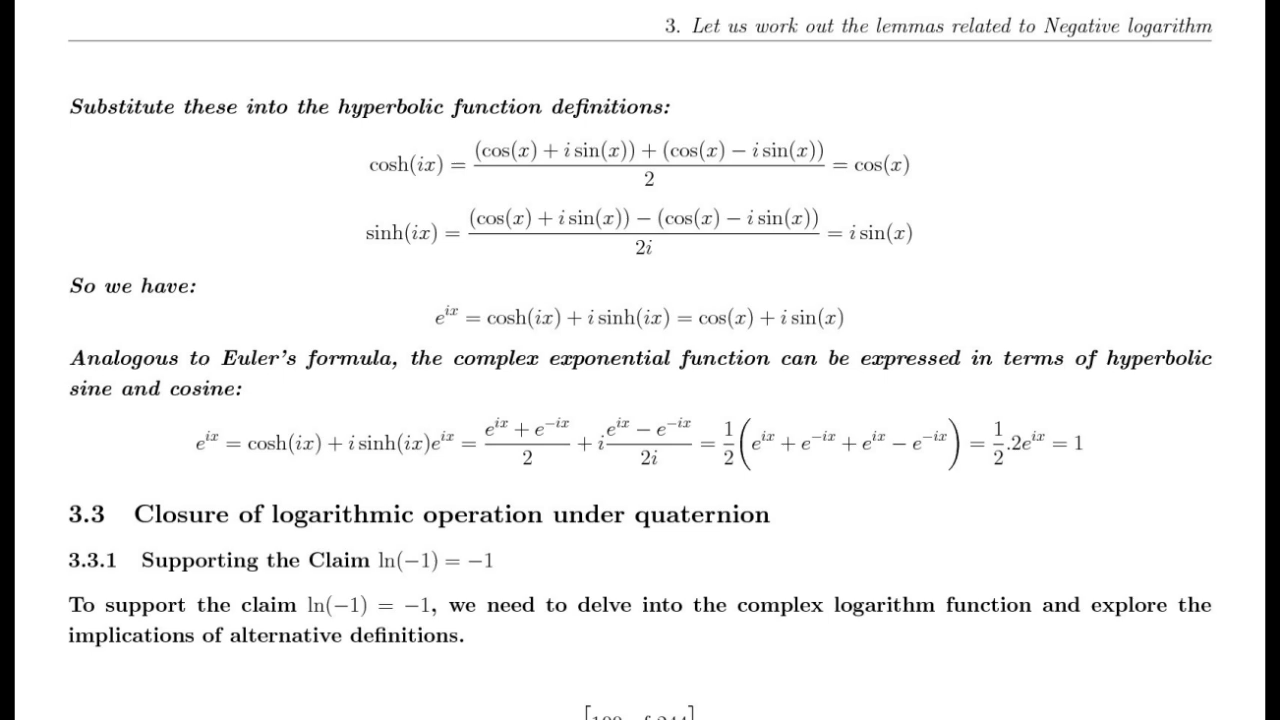 3. Let us work out the lemmas related to Negative logarithm
Substitute these into the hyperbolic function definitions:
cosh(ix) = \frac{(cos(x) + i sin(x)) + (cos(x) − i sin(x))}{2} = cos(x)
sinh(ix) = \frac{(cos(x) + i sin(x)) − (cos(x) − i sin(x))}{2i} = i sin(x)
So we have:
e^{ix} = cosh(ix) + i sinh(ix) = cos(x) + i sin(x)
Analogous to Euler's formula, the complex exponential function can be expressed in terms of hyperbolic
sine and cosine:
e^{ix} = cosh(ix) + i sinh(ix)e^{ix} = \frac{e^{ix} + e^{−ix}}{2} + i\frac{e^{ix} − e^{−ix}}{2i} = \frac{1}{2}(e^{ix} + e^{−ix} + e^{ix} − e^{−ix}) = \frac{1}{2}.2e^{ix} = 1
3.3 Closure of logarithmic operation under quaternion
3.3.1 Supporting the Claim ln(−1) = −1
To support the claim ln(−1) = −1, we need to delve into the complex logarithm function and explore the
implications of alternative definitions.